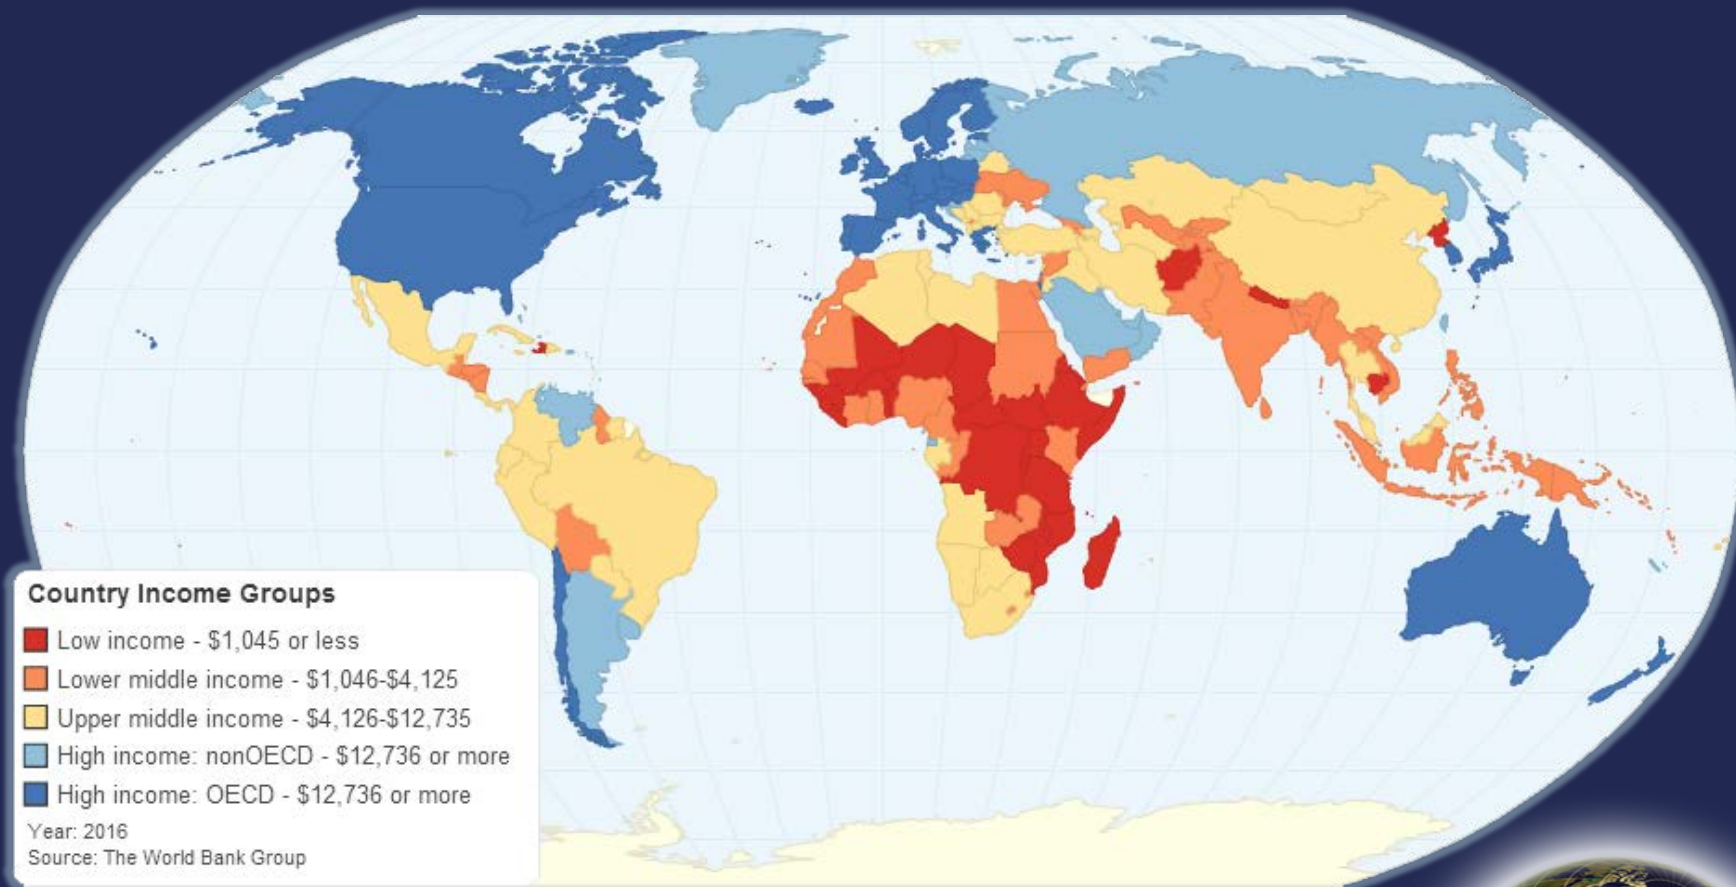 Country Income Groups
Low income - $1,045 or less
Lower middle income - $1,046-$4,125
Upper middle income - $4,126-$12,735
High income: nonOECD - $12,736 or more
High income: OECD - $12,736 or more
Year: 2016
Source: The World Bank Group